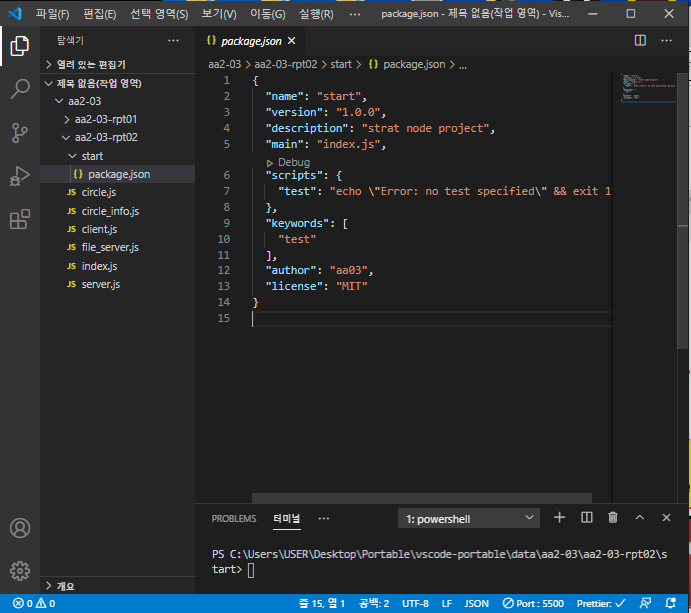 파일(F) 편집(E) 선택 영역(S) 보기(V) 이동(G) 실행(R) ··· package.json - 제목 없음(작업 영역) - Vis...
탐색기 ···
열려 있는 편집기
제목 없음(작업 영역)
aa2-03
aa2-03-rpt01
aa2-03-rpt02
start
{} package.json
JS circle.js
JS circle_info.js
JS client.js
JS file_server.js
JS index.js
JS server.js
개요
{} package.json ×
aa2-03 > aa2-03-rpt02 > start > {} package.json > ...
1 {
2 "name": "start",
3 "version": "1.0.0",
4 "description": "strat node project",
5 "main": "index.js",
Debug
6 "scripts": {
7 "test": "echo \"Error: no test specified\" && exit 1
8 },
9 "keywords": [
10 "test"
11 ],
12 "author": "aa03",
13 "license": "MIT"
14 }
15
PROBLEMS 터미널 ··· 1: powershell
PS C:\Users\USER\Desktop\Portable\vscode-portable\data\aa2-03\aa2-03-rpt02\s
tart>
0 0 줄 15, 열 1 공백: 2 UTF-8 LF JSON Port : 5500 Prettier: